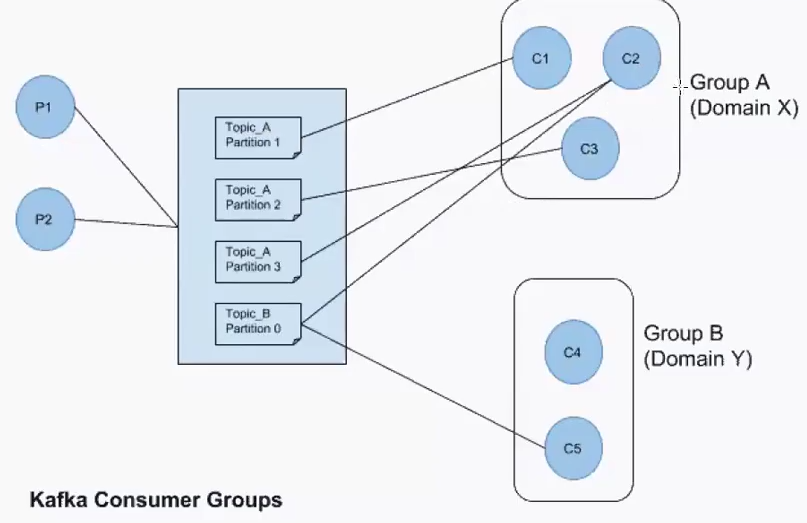 P1
P2
Topic_A
Partition 1
Topic_A
Partition 2
Topic_A
Partition 3
Topic_B
Partition 0
C1
C2
C3
Group A
(Domain X)
C4
C5
Group B
(Domain Y)
Kafka Consumer Groups